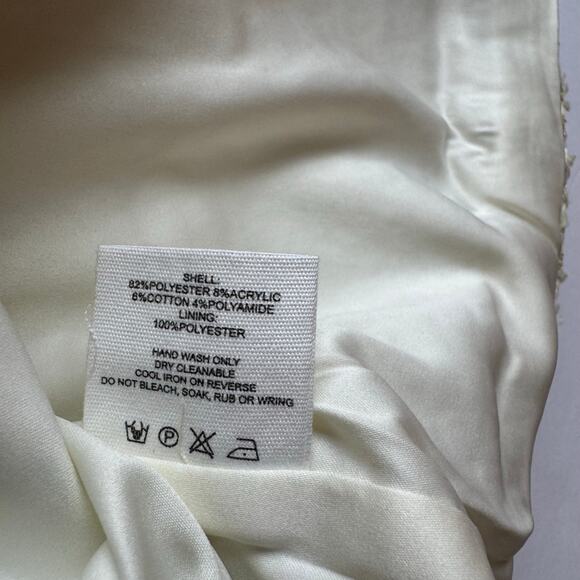 SHELL:
82%POLYESTER 8%ACRYLIC
6%COTTON 4%POLYAMIDE
LINING:
100%POLYESTER
HAND WASH ONLY
DRY CLEANABLE
COOL IRON ON REVERSE
DO NOT BLEACH, SOAK, RUB OR WRING
P